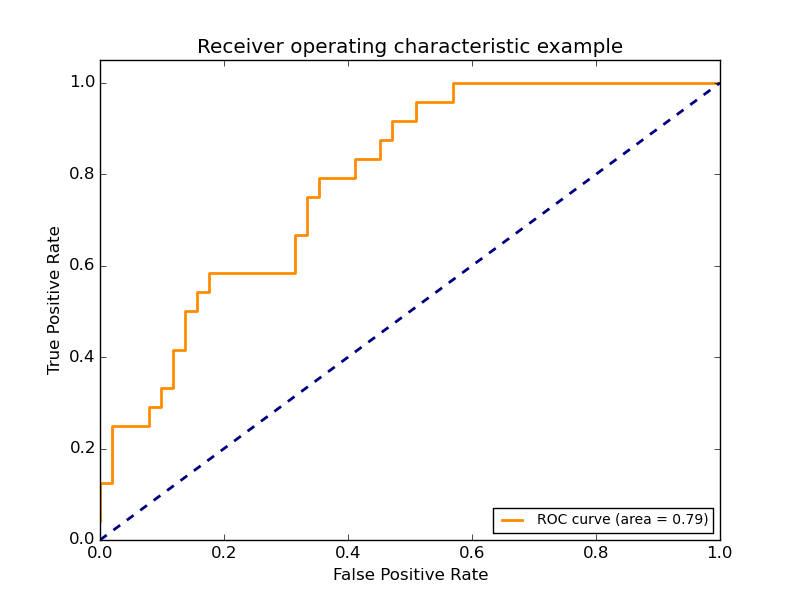 Receiver operating characteristic example
True Positive Rate
1.0
0.8
0.6
0.4
0.2
0.0
ROC curve (area = 0.79)
0.0 0.2 0.4 0.6 0.8 1.0
False Positive Rate